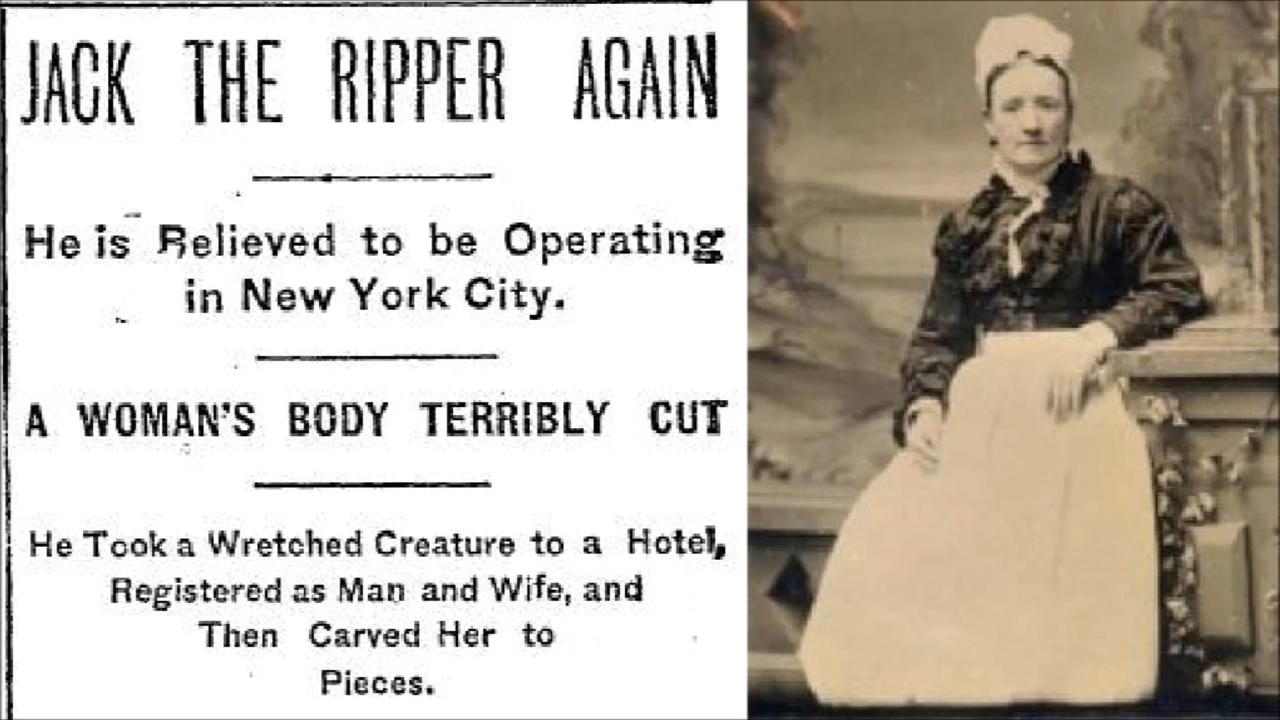 JACK THE RIPPER AGAIN
He is Believed to be Operating
in New York City.
A WOMAN'S BODY TERRIBLY CUT
He Took a Wretched Creature to a Hotel,
Registered as Man and Wife, and
Then Carved Her to
Pieces.